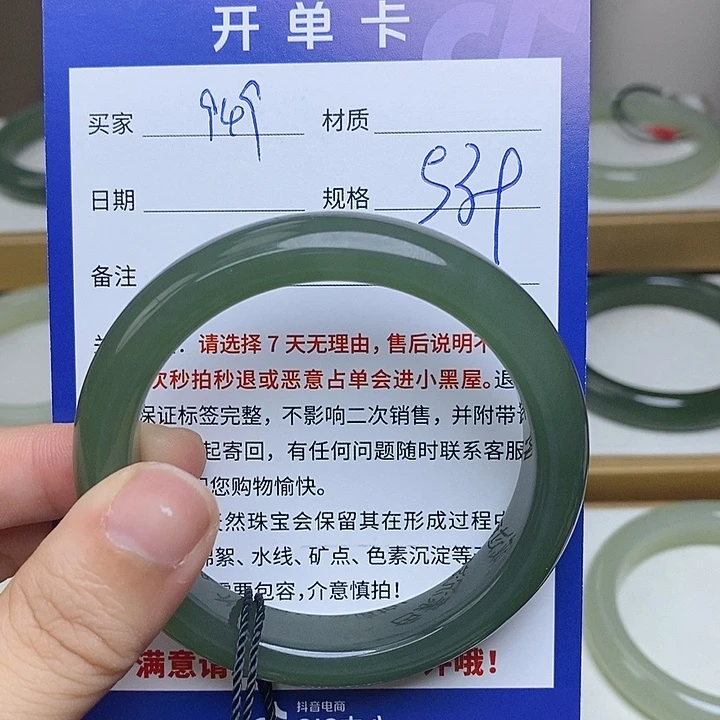 开单卡
买家 材质
日期 规格
备注
请选择7天无理由，售后说明不
次秒拍秒退或恶意占单会进小黑屋。退
保证标签完整，不影响二次销售，并附带
起寄回，有任何问题随时联系客服
您购物愉快。
然珠宝会保留其在形成过程
棉絮、水线、矿点、色素沉淀等
需要包容，介意慎拍！
满意请 哦！
抖音电商